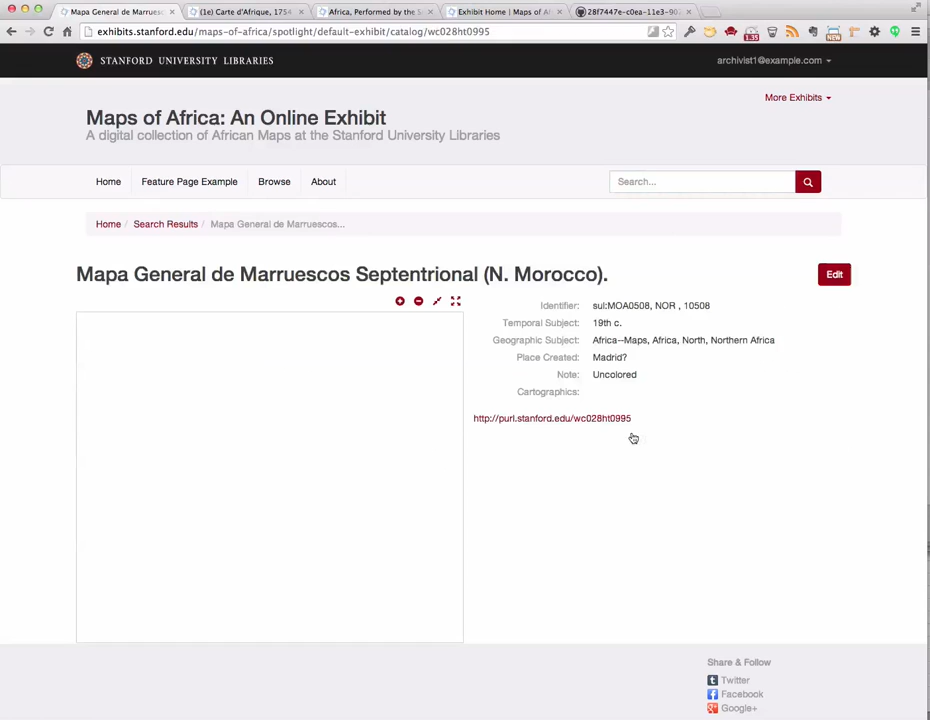 Mapa General de Marruesc
(1e) Carte d'Afrique, 1754
Africa, Performed by the
Exhibit Home | Maps of Af
28f7447e-c0ea-11e3-902
exhibits.stanford.edu/maps-of-africa/spotlight/default-exhibit/catalog/wc028ht0995
1.35
NEW
STANFORD UNIVERSITY LIBRARIES
archivist1@example.com
More Exhibits
Maps of Africa: An Online Exhibit
A digital collection of African Maps at the Stanford University Libraries
Home
Feature Page Example
Browse
About
Search...
Home / Search Results / Mapa General de Marruescos...
Mapa General de Marruescos Septentrional (N. Morocco).
Edit
Identifier: sul:MOA0508, NOR , 10508
Temporal Subject: 19th c.
Geographic Subject: Africa--Maps, Africa, North, Northern Africa
Place Created: Madrid?
Note: Uncolored
Cartographics:
http://purl.stanford.edu/wc028ht0995
Share & Follow
Twitter
Facebook
Google+